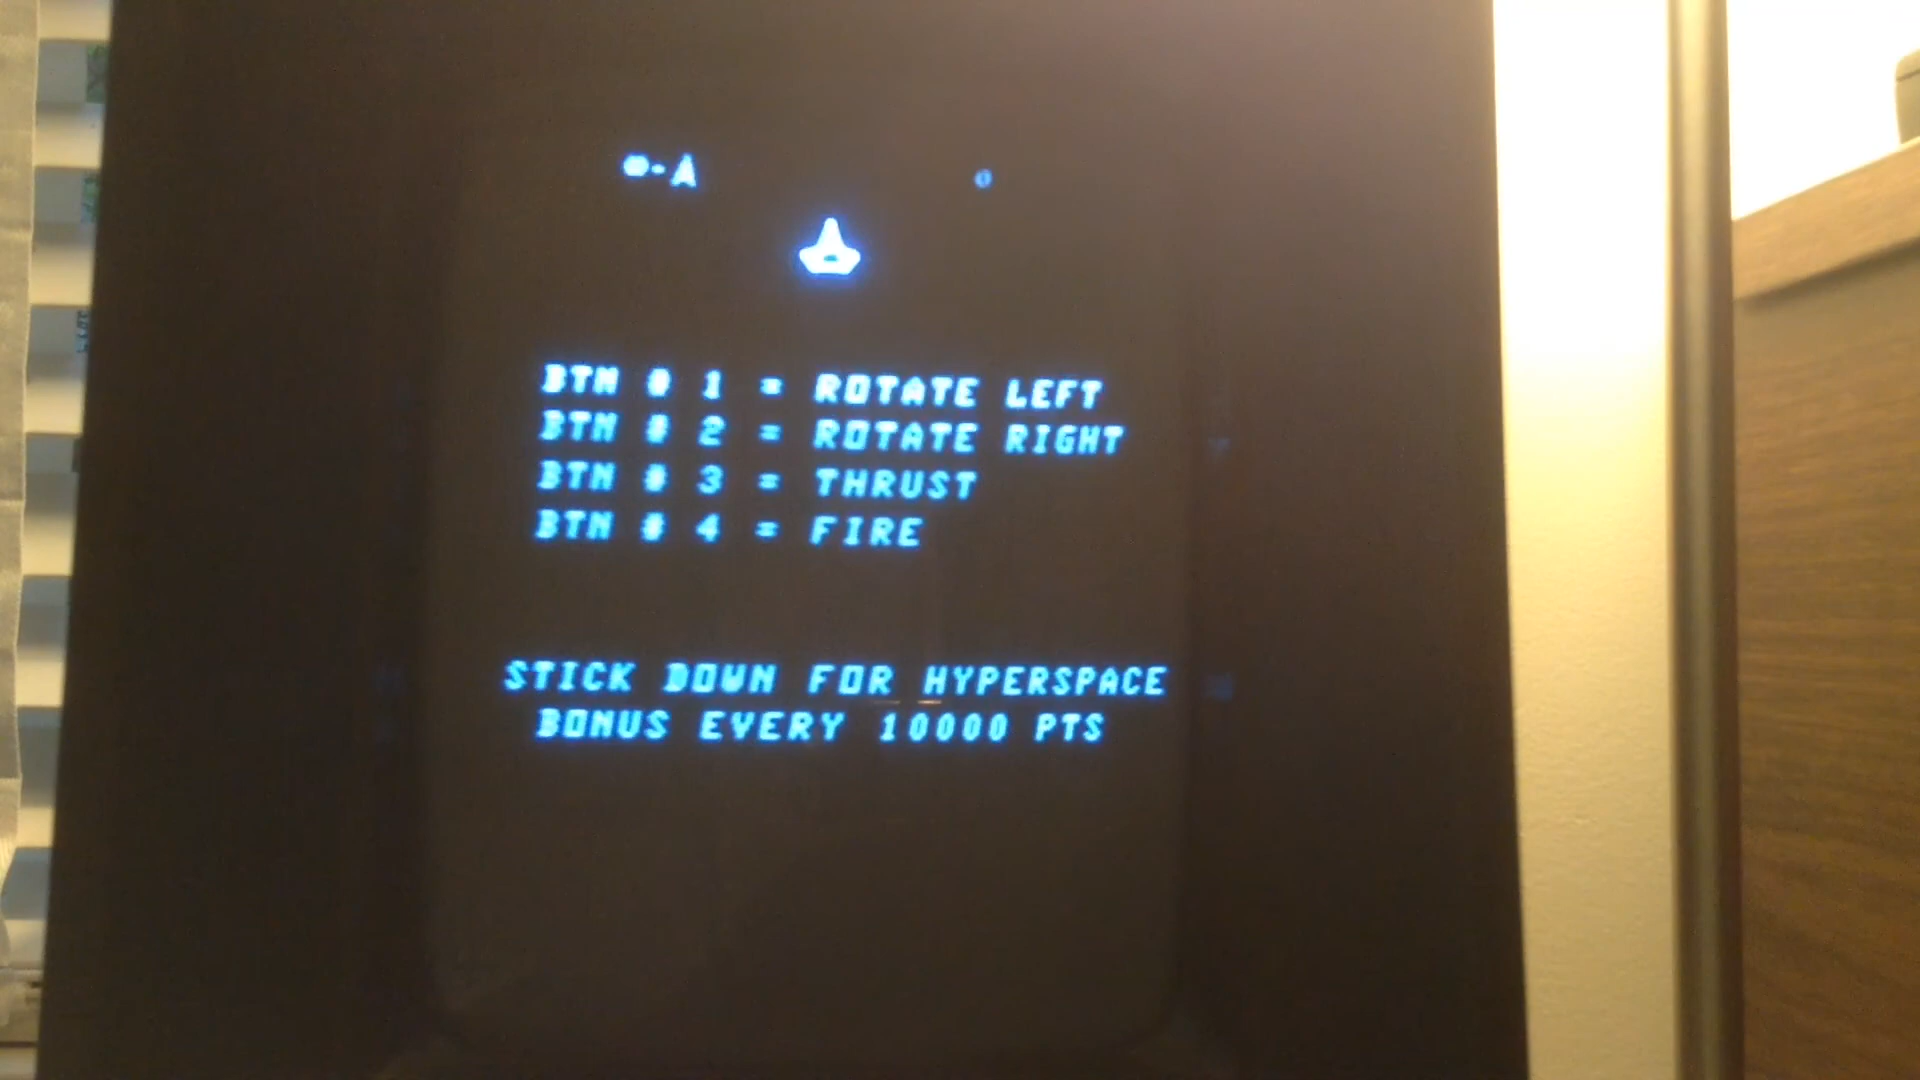 BTN # 1 = ROTATE LEFT
BTN # 2 = ROTATE RIGHT
BTN # 3 = THRUST
BTN # 4 = FIRE
STICK DOWN FOR HYPERSPACE
BONUS EVERY 10000 PTS